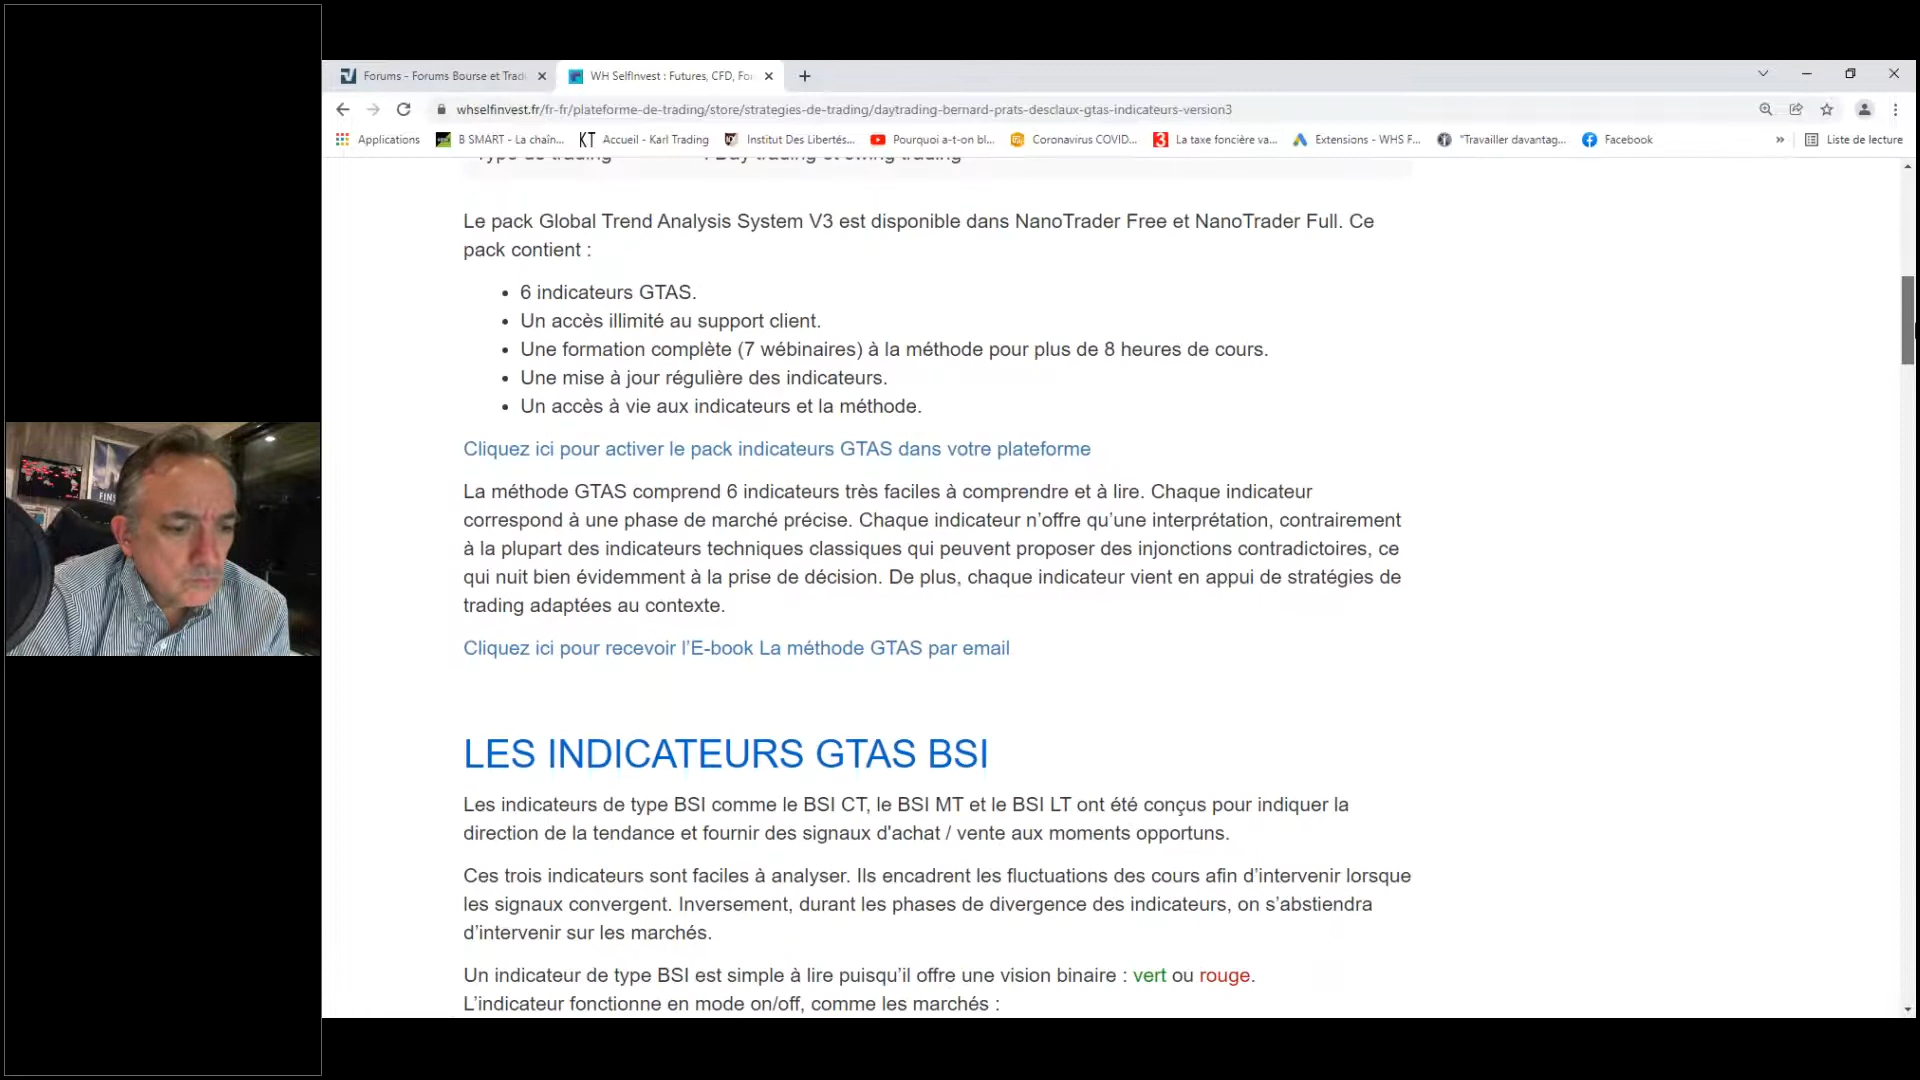 Forums - Forums Bourse et Trad
WH SelfInvest : Futures, CFD, For
whselfinvest.fr/fr-fr/plateforme-de-trading/store/strategies-de-trading/daytrading-bernard-prats-desclaux-gtas-indicateurs-version3
Applications
B SMART - La chaîn...
Accueil - Karl Trading
Institut Des Libertés...
Pourquoi a-t-on bl...
Coronavirus COVID...
La taxe foncière va...
Extensions - WHS F...
"Travailler davantag...
Facebook
»
Liste de lecture
Type de trading : Day trading et swing trading
Le pack Global Trend Analysis System V3 est disponible dans NanoTrader Free et NanoTrader Full. Ce
pack contient :
• 6 indicateurs GTAS.
• Un accès illimité au support client.
• Une formation complète (7 wébinaires) à la méthode pour plus de 8 heures de cours.
• Une mise à jour régulière des indicateurs.
• Un accès à vie aux indicateurs et la méthode.
Cliquez ici pour activer le pack indicateurs GTAS dans votre plateforme
La méthode GTAS comprend 6 indicateurs très faciles à comprendre et à lire. Chaque indicateur
correspond à une phase de marché précise. Chaque indicateur n’offre qu’une interprétation, contrairement
à la plupart des indicateurs techniques classiques qui peuvent proposer des injonctions contradictoires, ce
qui nuit bien évidemment à la prise de décision. De plus, chaque indicateur vient en appui de stratégies de
trading adaptées au contexte.
Cliquez ici pour recevoir l’E-book La méthode GTAS par email
LES INDICATEURS GTAS BSI
Les indicateurs de type BSI comme le BSI CT, le BSI MT et le BSI LT ont été conçus pour indiquer la
direction de la tendance et fournir des signaux d'achat / vente aux moments opportuns.
Ces trois indicateurs sont faciles à analyser. Ils encadrent les fluctuations des cours afin d’intervenir lorsque
les signaux convergent. Inversement, durant les phases de divergence des indicateurs, on s’abstiendra
d’intervenir sur les marchés.
Un indicateur de type BSI est simple à lire puisqu’il offre une vision binaire : vert ou rouge.
L’indicateur fonctionne en mode on/off, comme les marchés :
FINS